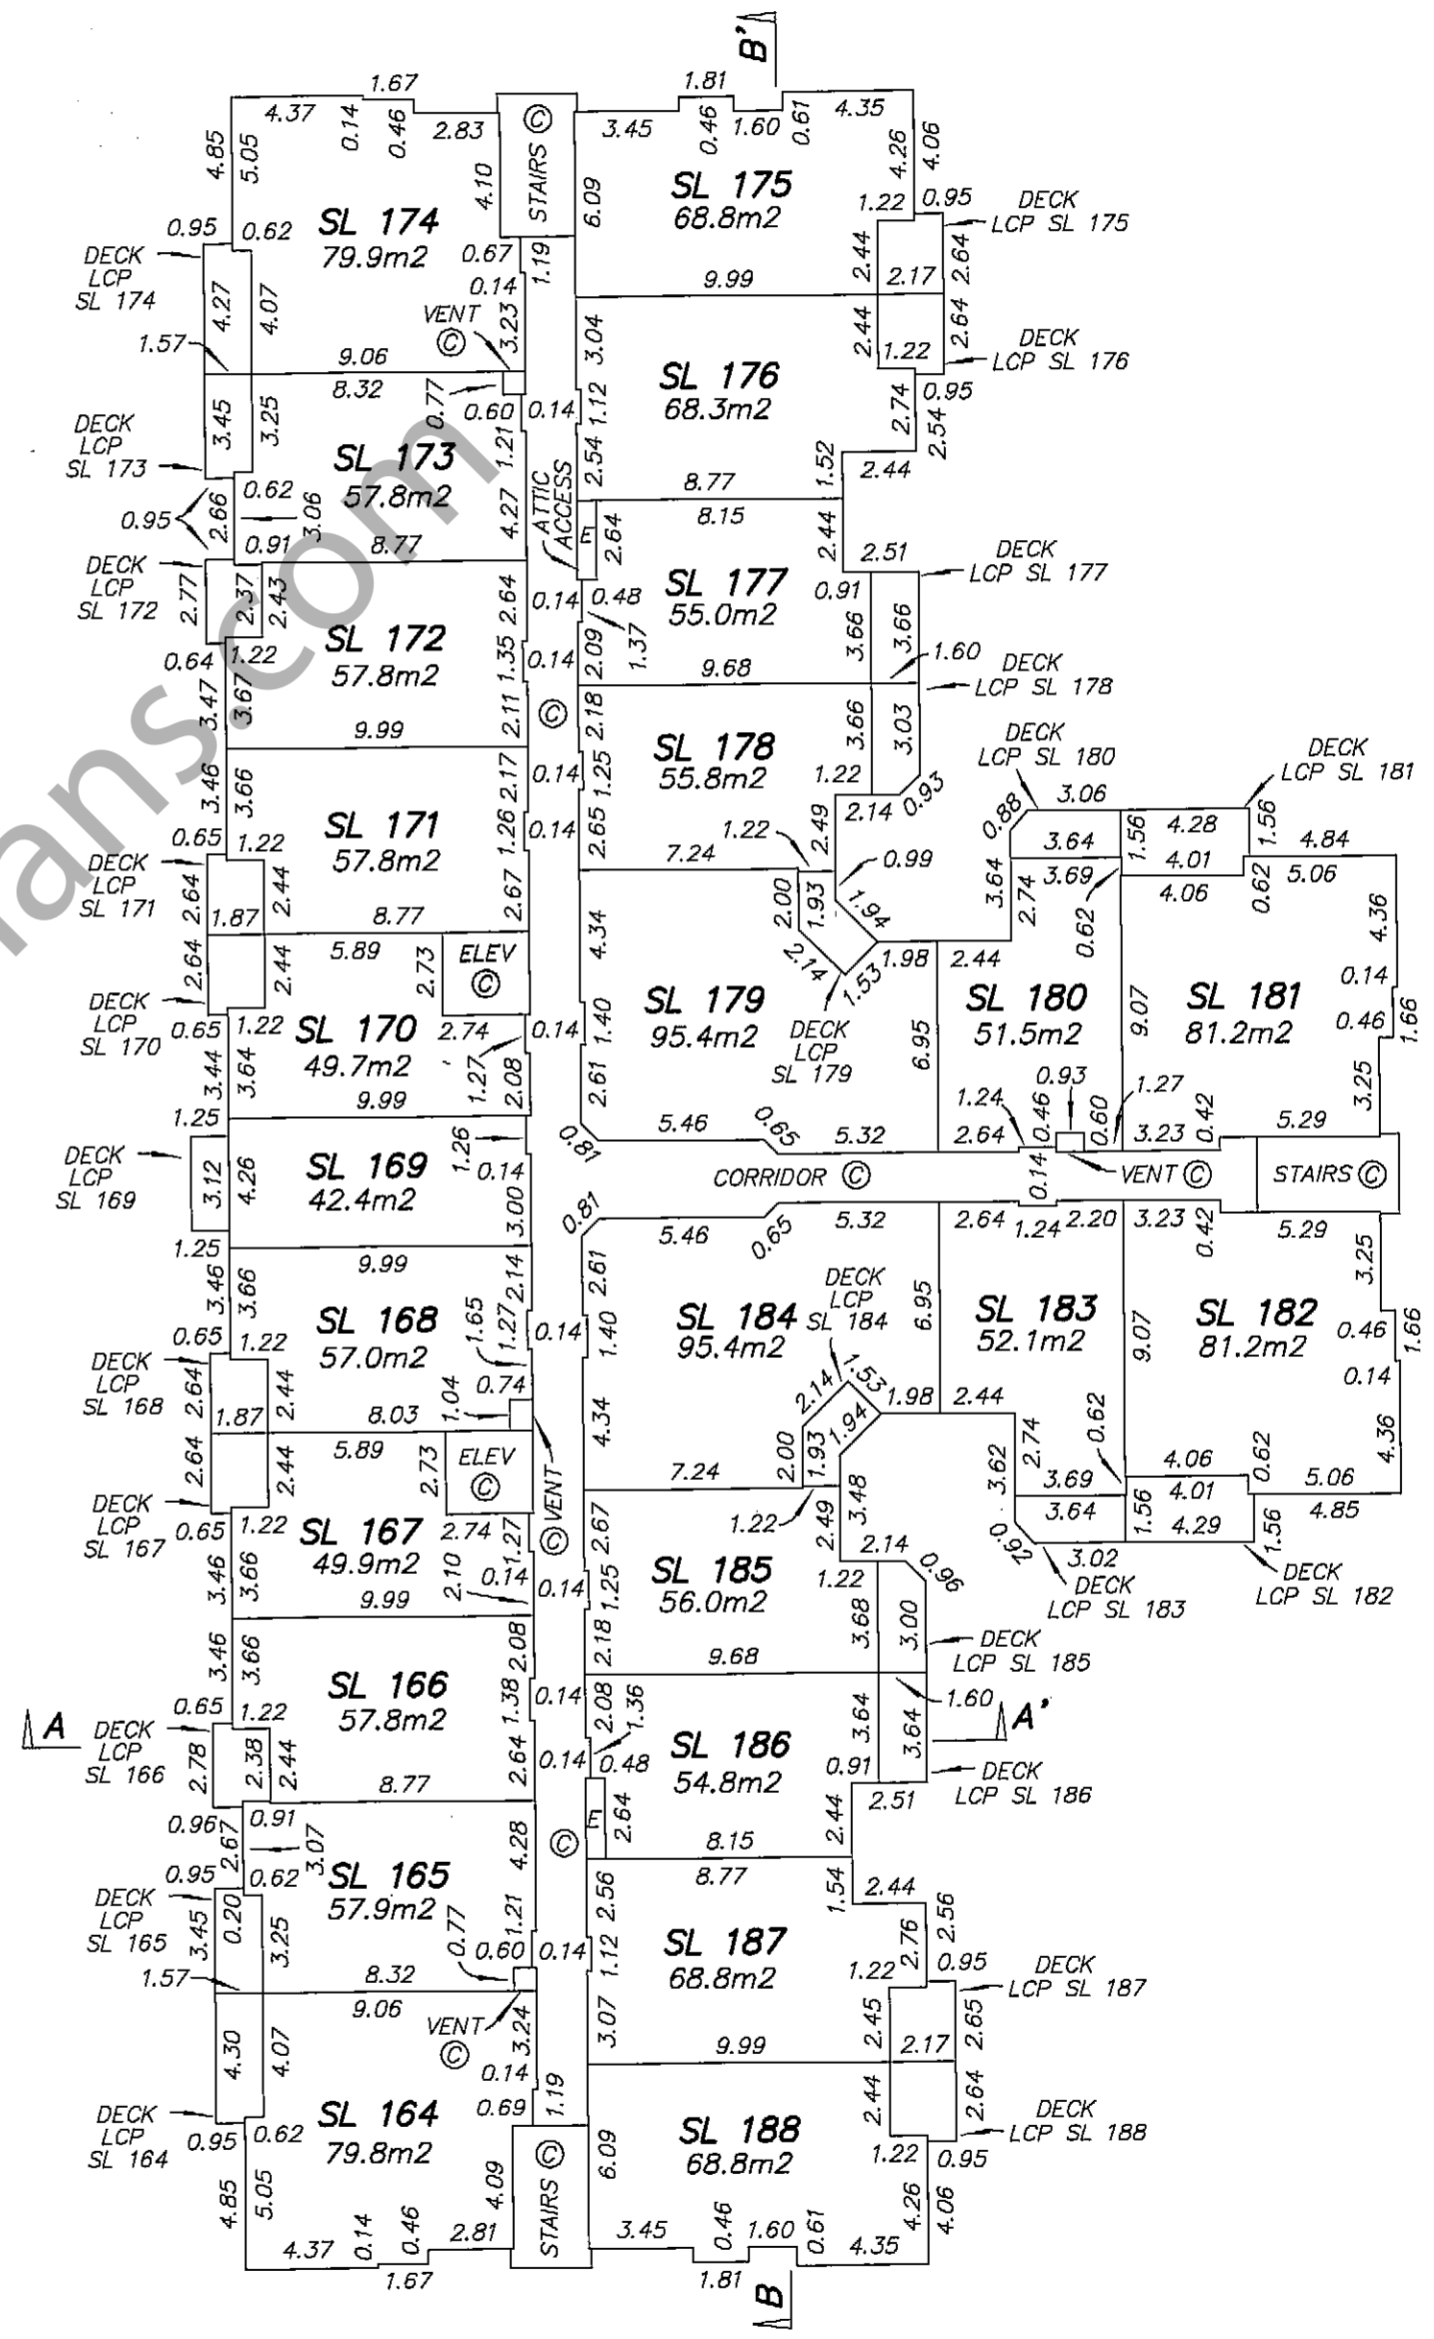 B'
1.67
1.81
4.37
0.14
0.46
2.83
STAIRS ©
3.45
0.46
1.60
0.61
4.35
4.85
5.05
4.10
6.09
4.26
4.06
SL 174
79.9m2
SL 175
68.8m2
0.95
0.62
1.22
0.95
DECK
LCP SL 175
DECK
LCP
SL 174
0.67
0.14
1.19
2.44
2.64
4.27
4.07
VENT
©
3.23
9.99
2.17
1.57
9.06
8.32
0.77
0.60
0.14
3.04
1.12
2.54
SL 176
68.3m2
2.44
2.64
1.22
0.95
DECK
LCP SL 176
2.74
2.54
DECK
LCP
SL 173
3.45
3.25
SL 173
57.8m2
1.21
4.27
ATTIC
ACCESS
8.77
1.52
2.44
0.95
2.66
0.62
3.06
0.91
8.77
E
2.64
8.15
2.44
2.51
DECK
LCP SL 177
DECK
LCP
SL 172
2.77
2.37
2.43
2.64
0.14
0.48
1.37
SL 177
55.0m2
0.91
3.66
3.66
SL 172
57.8m2
0.64
1.22
1.35
0.14
2.09
9.68
1.60
DECK
LCP SL 178
3.47
3.67
2.11
©
9.99
2.18
SL 178
55.8m2
3.66
3.03
1.22
2.14
0.93
DECK
LCP SL 180
DECK
LCP SL 181
3.46
3.66
2.17
0.14
1.25
SL 171
57.8m2
1.26
0.14
2.65
2.49
1.22
7.24
0.99
0.88
3.06
3.64
1.56
4.28
4.01
1.56
4.84
0.65
1.22
DECK
LCP
SL 171
2.64
2.44
2.67
1.87
8.77
2.00
1.93
1.94
3.64
2.74
3.69
0.62
4.06
0.62
5.06
4.36
DECK
LCP
SL 170
2.64
2.44
5.89
2.73
ELEV
©
4.34
2.14
1.53
1.98
2.44
SL 170
49.7m2
0.65
1.22
2.74
1.27
0.14
1.40
SL 179
95.4m2
DECK
LCP
SL 179
SL 180
51.5m2
9.07
SL 181
81.2m2
0.14
0.46
1.66
3.44
3.64
2.08
9.99
2.61
6.95
0.93
1.24
0.46
0.60
1.27
0.42
3.25
1.25
DECK
LCP
SL 169
3.12
4.26
SL 169
42.4m2
1.26
0.14
3.00
0.81
5.46
0.65
5.32
2.64
3.23
5.29
CORRIDOR ©
0.14
VENT ©
STAIRS ©
1.25
9.99
0.81
5.46
0.65
5.32
2.64
1.24
2.20
3.23
0.42
5.29
3.25
3.46
3.66
2.14
2.61
DECK
LCP
SL 184
SL 168
57.0m2
1.65
1.27
0.14
1.40
SL 184
95.4m2
6.95
SL 183
52.1m2
9.07
SL 182
81.2m2
0.46
1.66
0.14
0.65
1.22
0.74
DECK
LCP
SL 168
2.64
2.44
1.04
1.87
8.03
4.34
2.14
1.53
1.98
2.44
2.00
1.93
1.94
0.62
4.36
DECK
LCP
SL 167
2.64
2.44
5.89
2.73
ELEV
©
VENT
©
7.24
3.62
2.74
3.69
4.06
0.62
5.06
3.64
1.56
4.01
4.29
1.56
4.85
0.65
1.22
SL 167
49.9m2
2.74
1.27
2.10
0.14
0.14
2.67
1.22
2.49
3.48
2.14
0.92
3.02
DECK
LCP SL 183
DECK
LCP SL 182
3.46
3.66
9.99
SL 185
56.0m2
1.25
1.22
0.96
3.68
3.00
DECK
LCP SL 185
3.46
3.66
2.08
2.18
9.68
1.60
SL 166
57.8m2
1.38
0.14
2.08
1.36
3.64
3.64
A'
A
0.65
1.22
DECK
LCP
SL 166
2.78
2.38
2.44
2.64
0.14
0.48
SL 186
54.8m2
0.91
2.51
DECK
LCP SL 186
8.77
0.96
0.91
E
2.64
8.15
2.44
2.67
3.07
4.28
©
8.77
1.54
2.44
0.95
0.62
SL 165
57.9m2
DECK
LCP
SL 165
3.45
0.20
3.25
0.77
1.21
0.60
0.14
2.56
1.12
SL 187
68.8m2
2.76
2.56
1.22
0.95
DECK
LCP SL 187
1.57
8.32
9.06
3.07
9.99
2.45
2.17
2.65
4.30
4.07
VENT
©
3.24
0.14
0.69
1.19
2.44
2.64
DECK
LCP
SL 164
0.95
0.62
SL 164
79.8m2
STAIRS ©
6.09
SL 188
68.8m2
1.22
0.95
DECK
LCP SL 188
4.85
5.05
4.09
4.26
4.06
4.37
0.14
0.46
2.81
3.45
0.46
1.60
0.61
4.35
1.67
1.81
B
ans.com